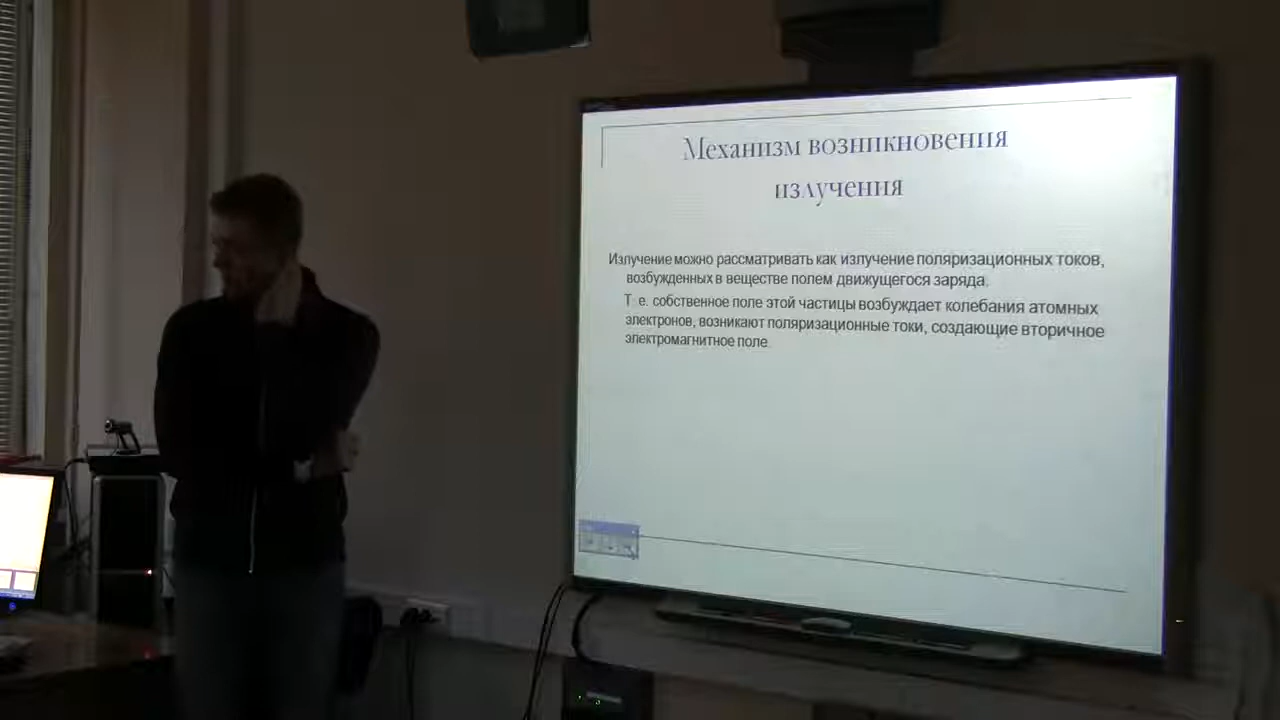 Механизм возникновения
излучения
Излучение можно рассматривать как излучение поляризационных токов,
возбужденных в веществе полем движущегося заряда.
Т. е. собственное поле этой частицы возбуждает колебания атомных
электронов, возникают поляризационные токи, создающие вторичное
электромагнитное поле.